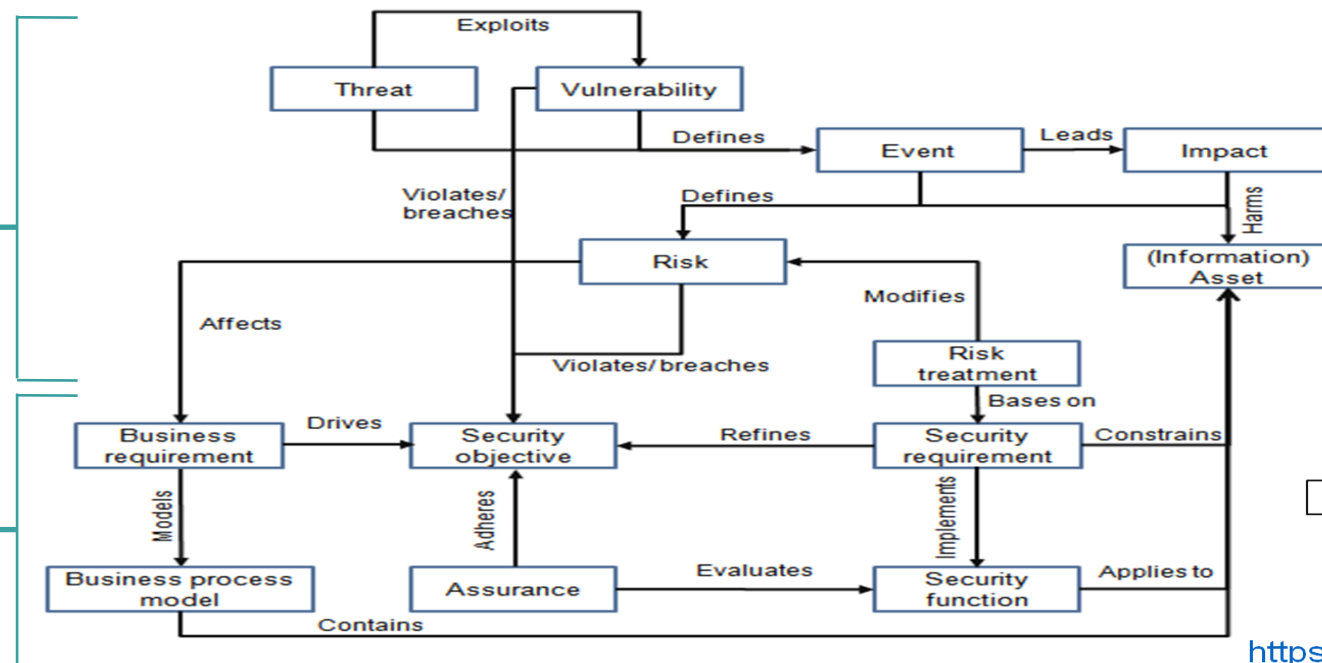 Exploits
Threat
Vulnerability
Defines
Leads
Event
Impact
Violates/
breaches
Defines
Harms
Risk
(Information)
Asset
Modifies
Affects
Risk
treatment
Violates/breaches
Bases on
Business
requirement
Drives
Security
objective
Refines
Security
requirement
Constrains
Models
Adheres
Implements
Business process
model
Assurance
Evaluates
Security
function
Applies to
Contains
https